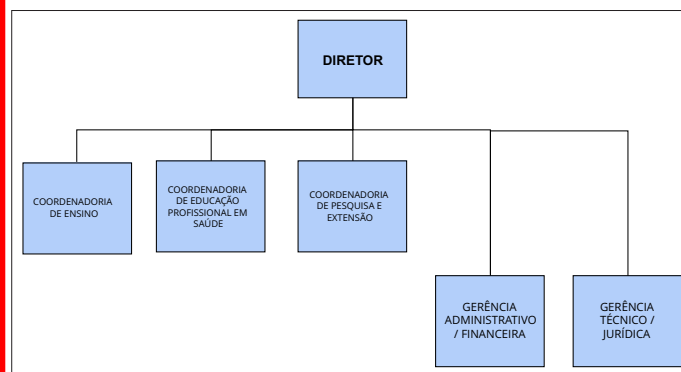 DIRETOR
COORDENADORIA
DE ENSINO
COORDENADORIA
DE EDUCAÇÃO
PROFISSIONAL EM
SAÚDE
COORDENADORIA
DE PESQUISA E
EXTENSÃO
GERÊNCIA
ADMINISTRATIVO
/ FINANCEIRA
GERÊNCIA
TÉCNICO /
JURÍDICA